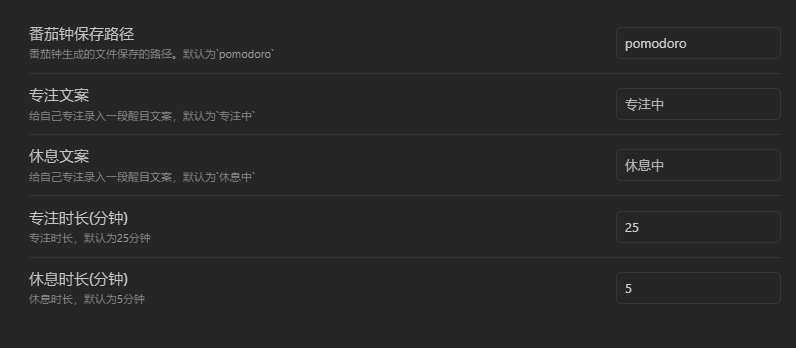 番茄钟保存路径
番茄钟生成的文件保存的路径。默认为`pomodoro`
pomodoro
专注文案
给自己专注录入一段醒目文案，默认为`专注中`
专注中
休息文案
给自己专注录入一段醒目文案，默认为`休息中`
休息中
专注时长(分钟)
专注时长，默认为25分钟
25
休息时长(分钟)
休息时长，默认为5分钟
5